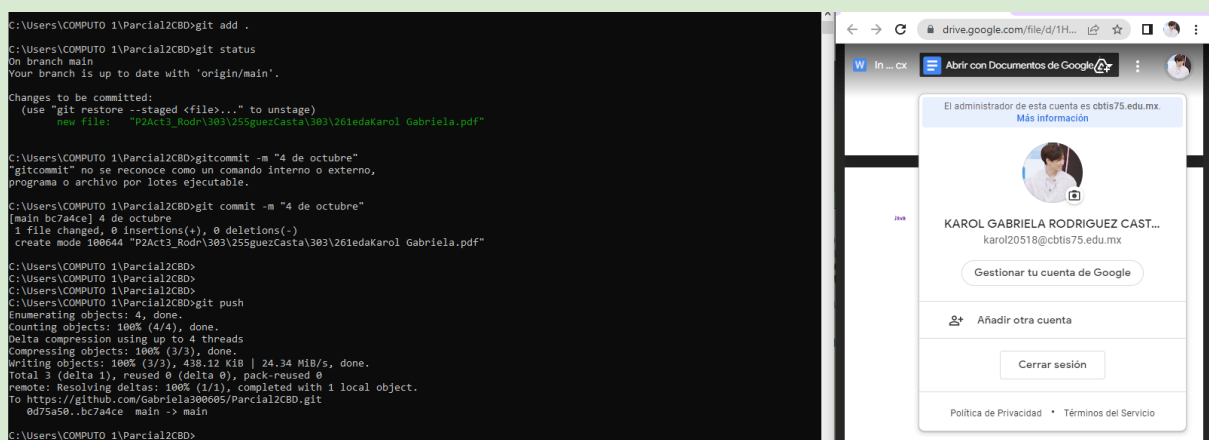 C:\Users\COMPUTO 1\Parcial2CBD>git add .
C:\Users\COMPUTO 1\Parcial2CBD>git status
On branch main
Your branch is up to date with 'origin/main'.
Changes to be committed:
(use "git restore --staged <file>..." to unstage)
new file: "P2Act3_Rodr\303\255guezCasta\303\261edaKarol Gabriela.pdf"
C:\Users\COMPUTO 1\Parcial2CBD>gitcommit -m "4 de octubre"
"gitcommit" no se reconoce como un comando interno o externo,
programa o archivo por lotes ejecutable.
C:\Users\COMPUTO 1\Parcial2CBD>git commit -m "4 de octubre"
[main bc7a4ce] 4 de octubre
1 file changed, 0 insertions(+), 0 deletions(-)
create mode 100644 "P2Act3_Rodr\303\255guezCasta\303\261edaKarol Gabriela.pdf"
C:\Users\COMPUTO 1\Parcial2CBD>
C:\Users\COMPUTO 1\Parcial2CBD>
C:\Users\COMPUTO 1\Parcial2CBD>
C:\Users\COMPUTO 1\Parcial2CBD>git push
Enumerating objects: 4, done.
Counting objects: 100% (4/4), done.
Delta compression using up to 4 threads
Compressing objects: 100% (3/3), done.
Writing objects: 100% (3/3), 438.12 KiB | 24.34 MiB/s, done.
Total 3 (delta 1), reused 0 (delta 0), pack-reused 0
remote: Resolving deltas: 100% (1/1), completed with 1 local object.
To https://github.com/Gabriela300605/Parcial2CBD.git
0d75a50..bc7a4ce main -> main
C:\Users\COMPUTO 1\Parcial2CBD>
drive.google.com/file/d/1H...
W In ... cx Abrir con Documentos de Google
El administrador de esta cuenta es cbtis75.edu.mx.
Más información
Java
KAROL GABRIELA RODRIGUEZ CAST...
karol20518@cbtis75.edu.mx
Gestionar tu cuenta de Google
Añadir otra cuenta
Cerrar sesión
Política de Privacidad • Términos del Servicio